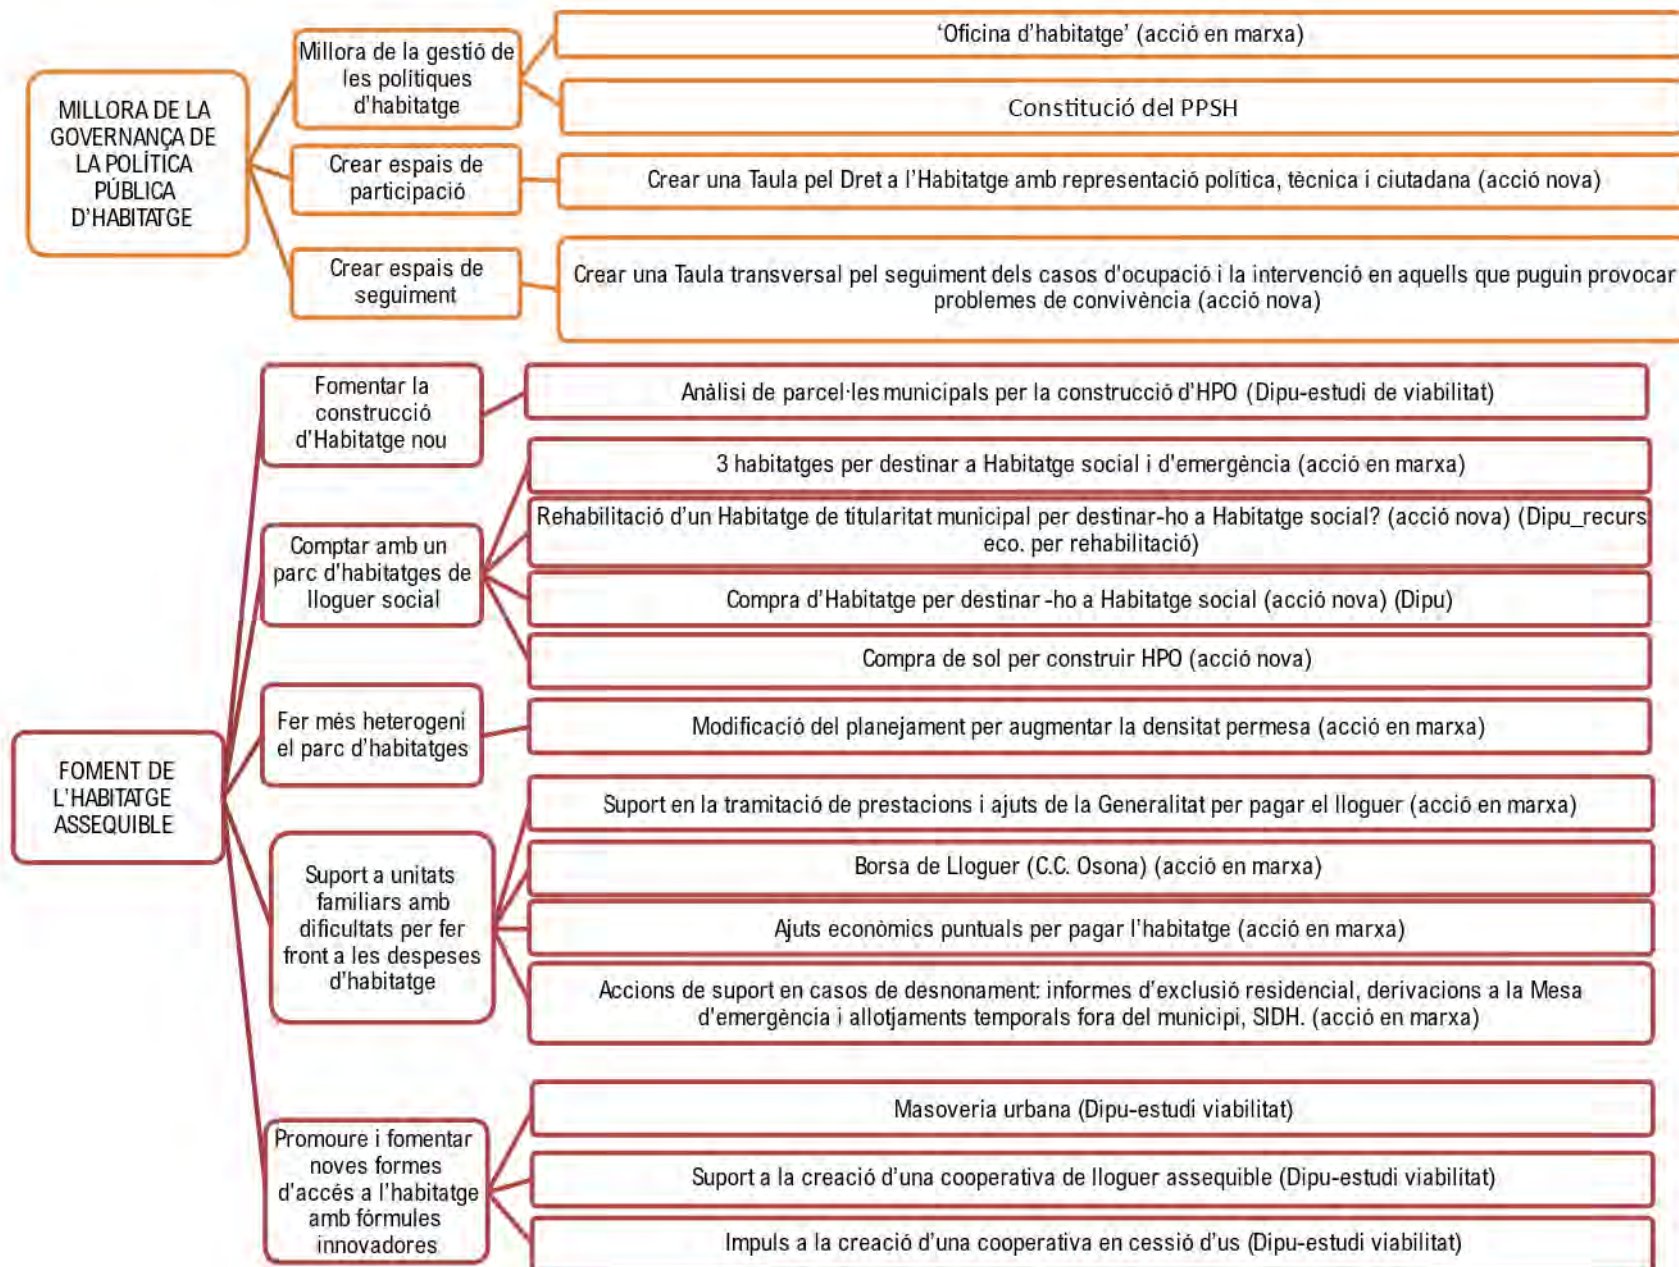 MILLORA DE LA
GOVERNANÇA DE
LA POLÍTICA
PÚBLICA
D'HABITATGE
Millora de la gestió de
les polítiques
d'habitatge
'Oficina d'habitatge' (acció en marxa)
Constitució del PPSH
Crear espais de
participació
Crear una Taula pel Dret a l'Habitatge amb representació política, tècnica i ciutadana (acció nova)
Crear espais de
seguiment
Crear una Taula transversal pel seguiment dels casos d'ocupació i la intervenció en aquells que puguin provocar
problemes de convivència (acció nova)
FOMENT DE
L'HABITATGE
ASSEQUIBLE
Fomentar la
construcció
d'Habitatge nou
Anàlisi de parcel·les municipals per la construcció d'HPO (Dipu-estudi de viabilitat)
Comptar amb un
parc d'habitatges de
lloguer social
3 habitatges per destinar a Habitatge social i d'emergència (acció en marxa)
Rehabilitació d'un Habitatge de titularitat municipal per destinar-ho a Habitatge social? (acció nova) (Dipu_recurs
eco. per rehabilitació)
Compra d'Habitatge per destinar -ho a Habitatge social (acció nova) (Dipu)
Compra de sol per construir HPO (acció nova)
Fer més heterogeni
el parc d'habitatges
Modificació del planejament per augmentar la densitat permesa (acció en marxa)
Suport a unitats
familiars amb
dificultats per fer
front a les despeses
d'habitatge
Suport en la tramitació de prestacions i ajuts de la Generalitat per pagar el lloguer (acció en marxa)
Borsa de Lloguer (C.C. Osona) (acció en marxa)
Ajuts econòmics puntuals per pagar l'habitatge (acció en marxa)
Accions de suport en casos de desnonament: informes d'exclusió residencial, derivacions a la Mesa
d'emergència i allotjaments temporals fora del municipi, SIDH. (acció en marxa)
Promoure i fomentar
noves formes
d'accés a l'habitatge
amb fórmules
innovadores
Masoveria urbana (Dipu-estudi viabilitat)
Suport a la creació d'una cooperativa de lloguer assequible (Dipu-estudi viabilitat)
Impuls a la creació d'una cooperativa en cessió d'us (Dipu-estudi viabilitat)